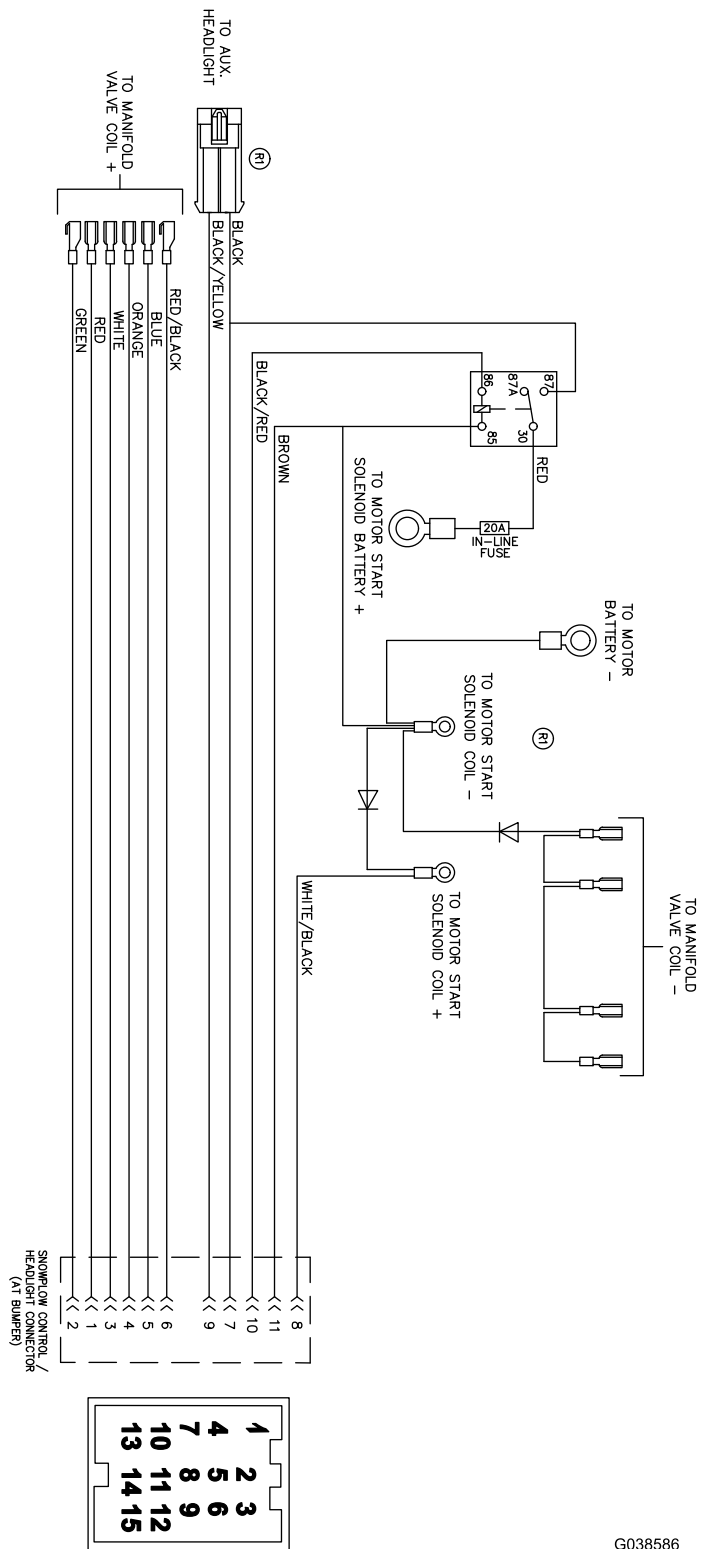 TO AUX.
HEADLIGHT
R1
BLACK
BLACK/YELLOW
TO MANIFOLD
VALVE COIL +
RED/BLACK
BLUE
ORANGE
WHITE
RED
GREEN
87
87A
86
30
85
RED
BLACK/RED
BROWN
20A
IN-LINE
FUSE
TO MOTOR START
SOLENOID BATTERY +
TO MOTOR
BATTERY -
TO MOTOR START
SOLENOID COIL -
R1
TO MANIFOLD
VALVE COIL -
TO MOTOR START
SOLENOID COIL +
WHITE/BLACK
8
11
10
7
9
6
5
4
3
1
2
SNOWPLOW CONTROL /
HEADLIGHT CONNECTOR
(AT BUMPER)
1 2 3
4 5 6
7 8 9
10 11 12
13 14 15
G038586